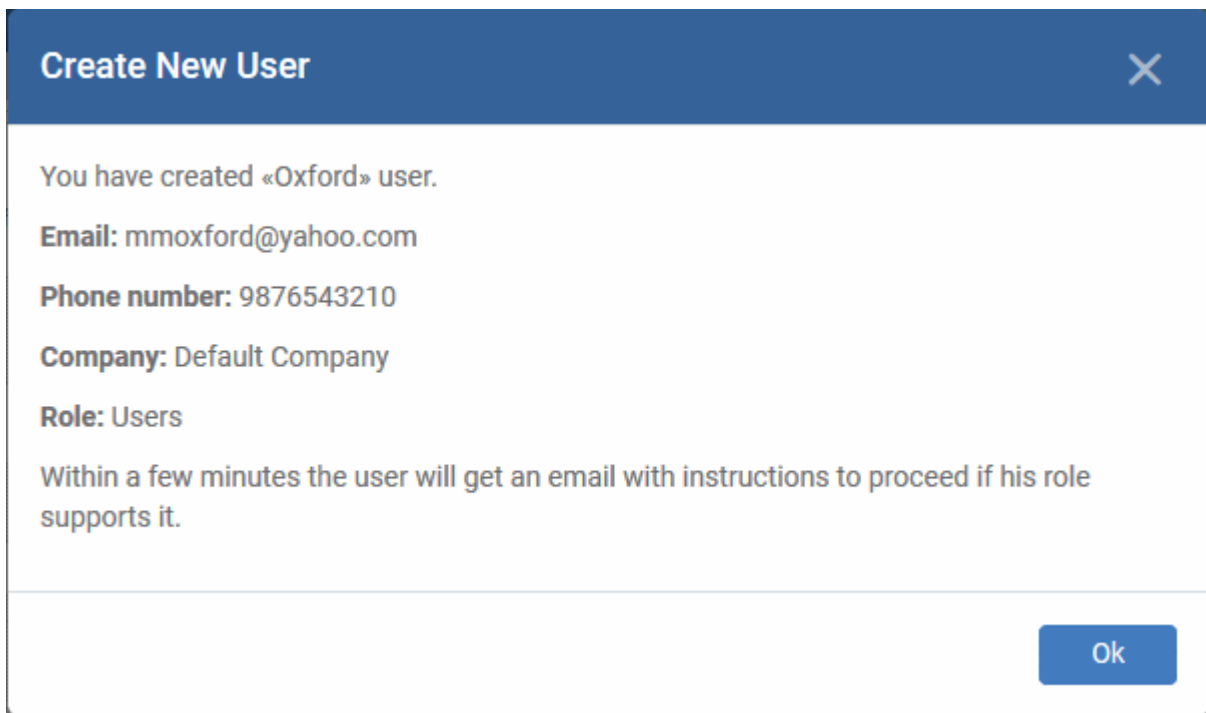 Create New User
You have created «Oxford» user.
Email: mmoxford@yahoo.com
Phone number: 9876543210
Company: Default Company
Role: Users
Within a few minutes the user will get an email with instructions to proceed if his role
supports it.
Ok